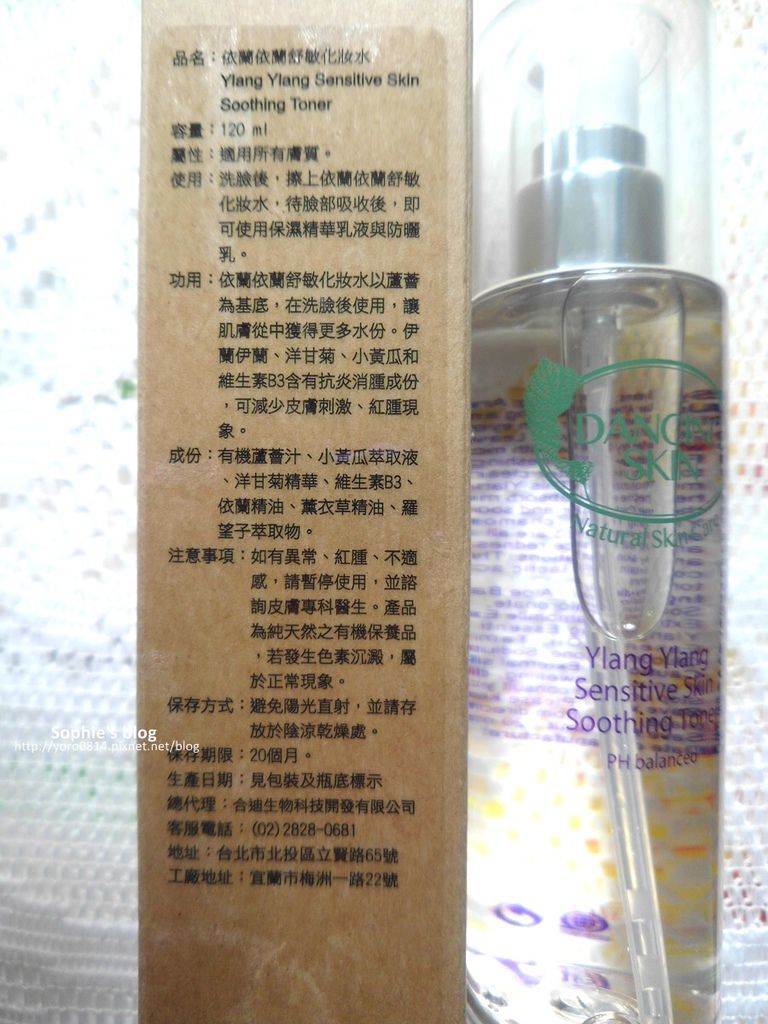 品名：依蘭依蘭舒敏化妝水
Ylang Ylang Sensitive Skin
Soothing Toner
容量：120 ml
屬性：適用所有膚質。
使用：洗臉後，擦上依蘭依蘭舒敏
化妝水，待臉部吸收後，即
可使用保濕精華乳液與防曬
乳。
功用：依蘭依蘭舒敏化妝水以蘆薈
為基底，在洗臉後使用，讓
肌膚從中獲得更多水份。伊
蘭伊蘭、洋甘菊、小黃瓜和
維生素B3含有抗炎消腫成份
，可減少皮膚刺激、紅腫現
象。
成份：有機蘆薈汁、小黃瓜萃取液
、洋甘菊精華、維生素B3、
依蘭精油、薰衣草精油、羅
望子萃取物。
注意事項：如有異常、紅腫、不適
感，請暫停使用，並諮
詢皮膚專科醫生。產品
為純天然之有機保養品
，若發生色素沉澱，屬
於正常現象。
保存方式：避免陽光直射，並請存
放於陰涼乾燥處。
保存期限：20個月。
生產日期：見包裝及瓶底標示
總代理：合迪生物科技開發有限公司
客服電話：(02)2828-0681
地址：台北市北投區立賢路65號
工廠地址：宜蘭市梅洲一路22號
SKIN
Natural Skin Care
Ylang Ylang
Sensitive Skin
Soothing Toner
PH balanced
Sophie's blog
http://yoro0814.pixnet.net/blog